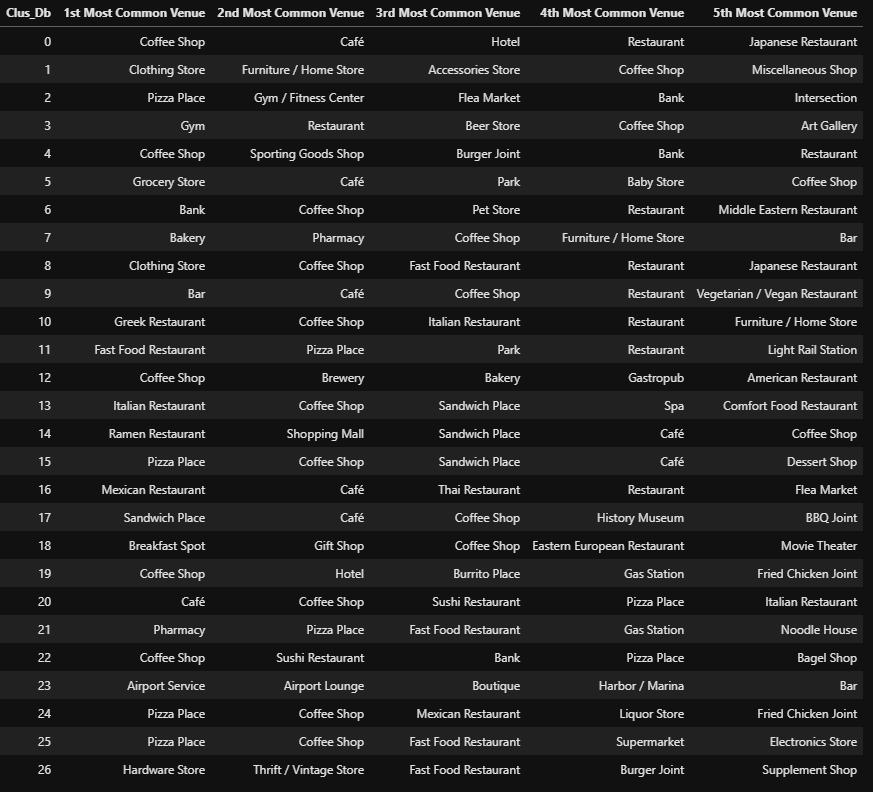 Clus_Db 1st Most Common Venue 2nd Most Common Venue 3rd Most Common Venue 4th Most Common Venue 5th Most Common Venue
0 Coffee Shop Café Hotel Restaurant Japanese Restaurant
1 Clothing Store Furniture / Home Store Accessories Store Coffee Shop Miscellaneous Shop
2 Pizza Place Gym / Fitness Center Flea Market Bank Intersection
3 Gym Restaurant Beer Store Coffee Shop Art Gallery
4 Coffee Shop Sporting Goods Shop Burger Joint Bank Restaurant
5 Grocery Store Café Park Baby Store Coffee Shop
6 Bank Coffee Shop Pet Store Restaurant Middle Eastern Restaurant
7 Bakery Pharmacy Coffee Shop Furniture / Home Store Bar
8 Clothing Store Coffee Shop Fast Food Restaurant Restaurant Japanese Restaurant
9 Bar Café Coffee Shop Restaurant Vegetarian / Vegan Restaurant
10 Greek Restaurant Coffee Shop Italian Restaurant Restaurant Furniture / Home Store
11 Fast Food Restaurant Pizza Place Park Restaurant Light Rail Station
12 Coffee Shop Brewery Bakery Gastropub American Restaurant
13 Italian Restaurant Coffee Shop Sandwich Place Spa Comfort Food Restaurant
14 Ramen Restaurant Shopping Mall Sandwich Place Café Coffee Shop
15 Pizza Place Coffee Shop Sandwich Place Café Dessert Shop
16 Mexican Restaurant Café Thai Restaurant Restaurant Flea Market
17 Sandwich Place Café Coffee Shop History Museum BBQ Joint
18 Breakfast Spot Gift Shop Coffee Shop Eastern European Restaurant Movie Theater
19 Coffee Shop Hotel Burrito Place Gas Station Fried Chicken Joint
20 Café Coffee Shop Sushi Restaurant Pizza Place Italian Restaurant
21 Pharmacy Pizza Place Fast Food Restaurant Gas Station Noodle House
22 Coffee Shop Sushi Restaurant Bank Pizza Place Bagel Shop
23 Airport Service Airport Lounge Boutique Harbor / Marina Bar
24 Pizza Place Coffee Shop Mexican Restaurant Liquor Store Fried Chicken Joint
25 Pizza Place Coffee Shop Fast Food Restaurant Supermarket Electronics Store
26 Hardware Store Thrift / Vintage Store Fast Food Restaurant Burger Joint Supplement Shop